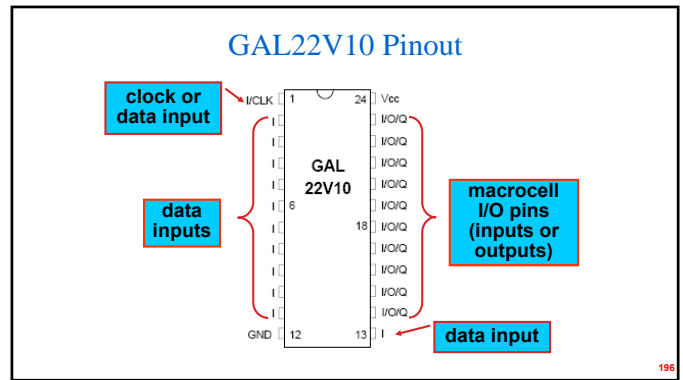 GAL22V10 Pinout
clock or
data input
I/CLK 1 24 Vcc
I I/O/Q
I I/O/Q
I I/O/Q
I I/O/Q
I 6 I/O/Q
I 18 I/O/Q
I I/O/Q
I I/O/Q
I I/O/Q
I I/O/Q
GND 12 13 I
GAL
22V10
data
inputs
macrocell
I/O pins
(inputs or
outputs)
data input
196